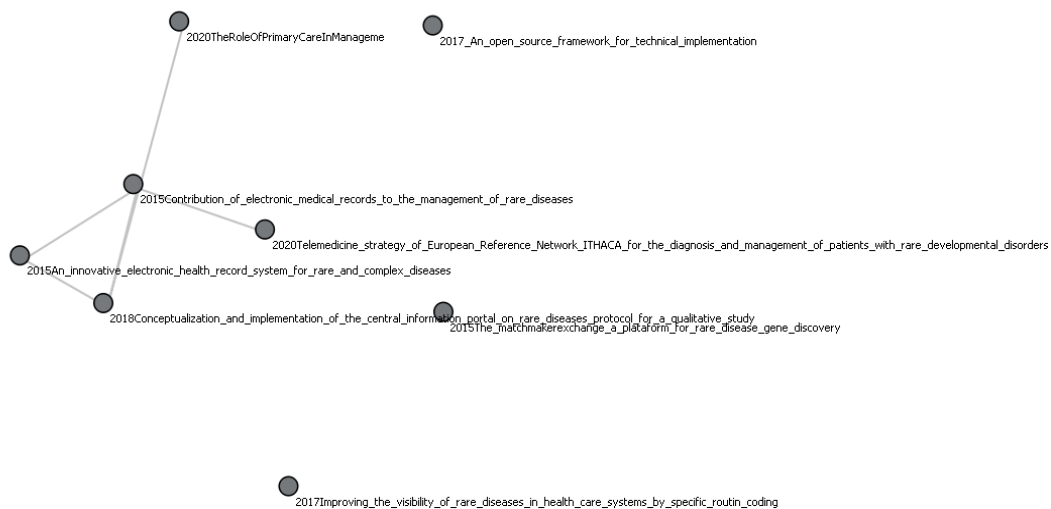 2020TheRoleOfPrimaryCareInManageme
2017_An_open_source_framework_for_technical_implementation
2015Contribution_of_electronic_medical_records_to_the_management_of_rare_diseases
2020Telemedicine_strategy_of_European_Reference_Network_ITHACA_for_the_diagnosis_and_management_of_patients_with_rare_developmental_disorders
2015An_innovative_electronic_health_record_system_for_rare_and_complex_diseases
2018Conceptualization_and_implementation_of_the_central_information_portal_on_rare_diseases_protocol_for_a_qualitative_study
2015The_matchmakerexchange_a_plataform_for_rare_disease_gene_discovery
2017Improving_the_visibility_of_rare_diseases_in_health_care_systems_by_specific_routin_coding